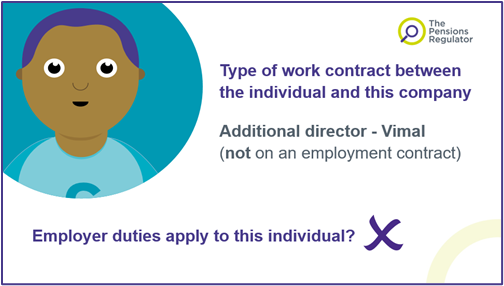 The
Pensions
Regulator
Type of work contract between
the individual and this company
Additional director - Vimal
(not on an employment contract)
Employer duties apply to this individual?